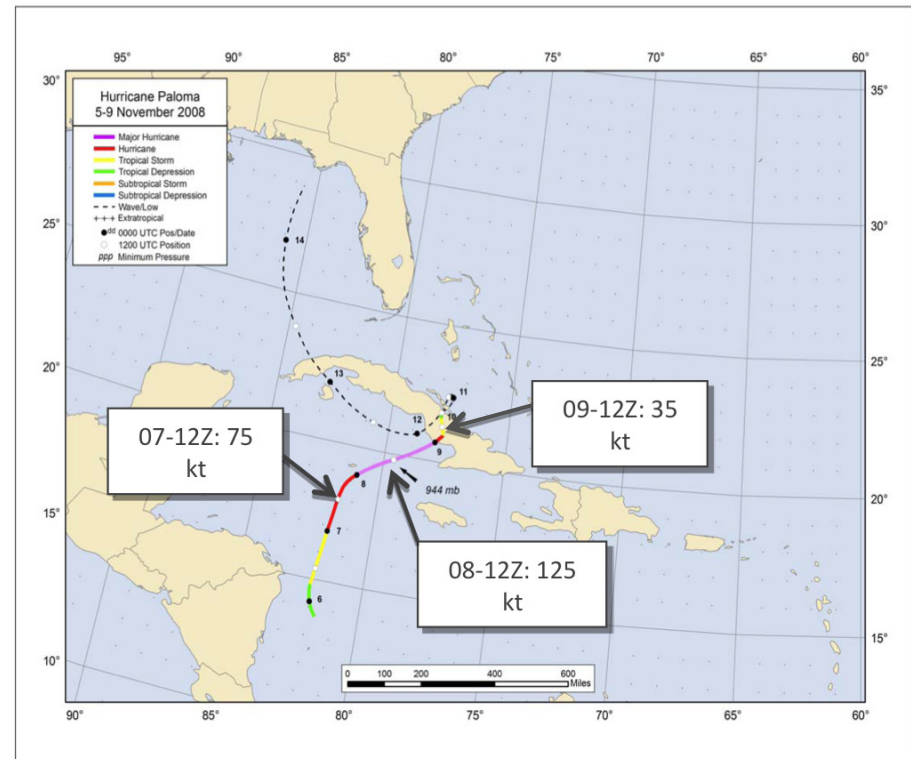 95° 90° 85° 80° 75° 70° 65° 60°
30°
35°
Hurricane Paloma
5-9 November 2008
Major Hurricane
Hurricane
Tropical Storm
Tropical Depression
Subtropical Storm
Subtropical Depression
Wave/Low
Extratropical
dd 0000 UTC Pos/Date
1200 UTC Position
ppp Minimum Pressure
25°
30°
14
20°
25°
13
11
10
12
9
09-12Z: 35
kt
07-12Z: 75
kt
8
944 mb
15°
20°
7
08-12Z: 125
kt
6
10°
15°
0 100 200 400 600
Miles
90° 85° 80° 75° 70° 65° 60°